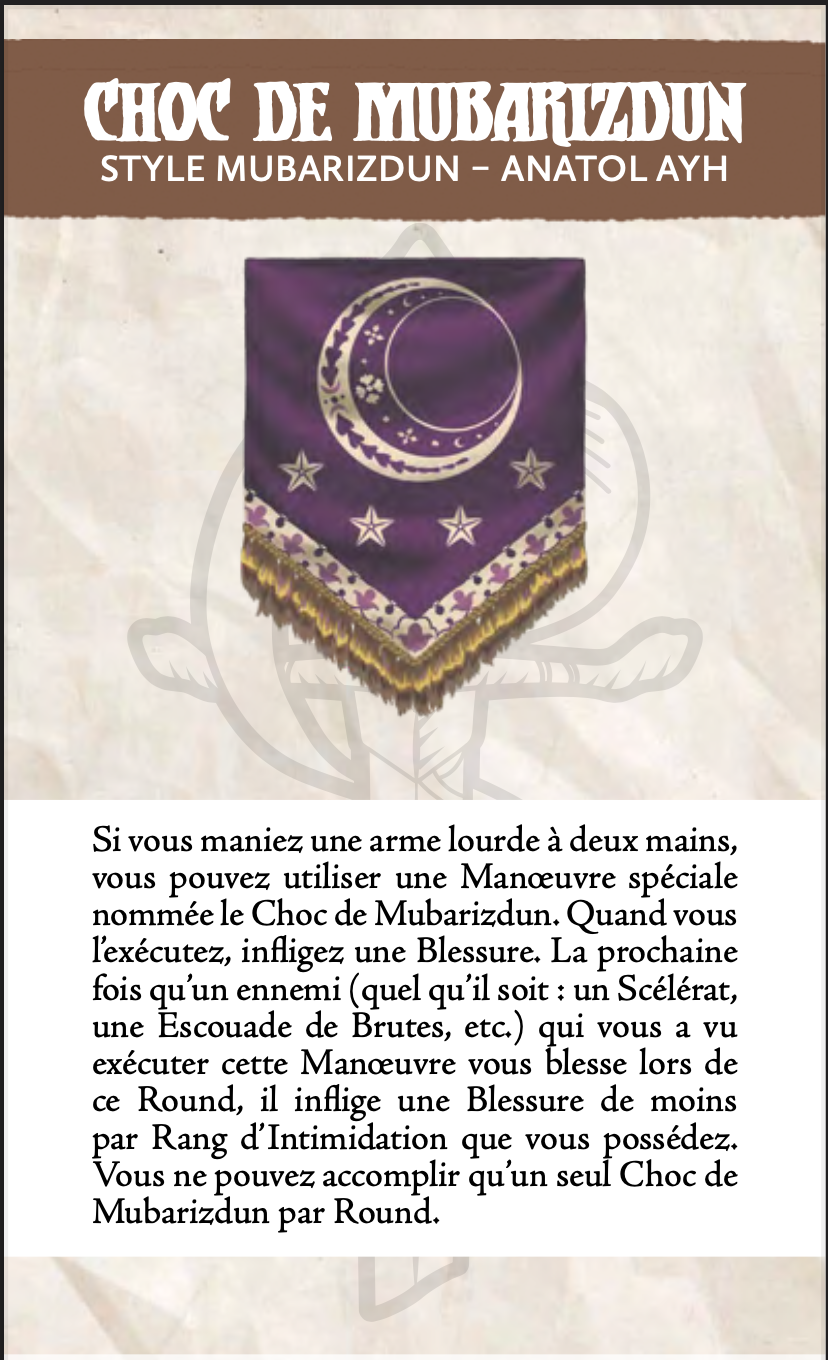 CHOC DE MUBARIZDUN
STYLE MUBARIZDUN – ANATOL AYH
Si vous maniez une arme lourde à deux mains,
vous pouvez utiliser une Manœuvre spéciale
nommée le Choc de Mubarizdun. Quand vous
l’exécutez, infligez une Blessure. La prochaine
fois qu’un ennemi (quel qu’il soit : un Scélérat,
une Escouade de Brutes, etc.) qui vous a vu
exécuter cette Manœuvre vous blesse lors de
ce Round, il inflige une Blessure de moins
par Rang d’Intimidation que vous possédez.
Vous ne pouvez accomplir qu’un seul Choc de
Mubarizdun par Round.